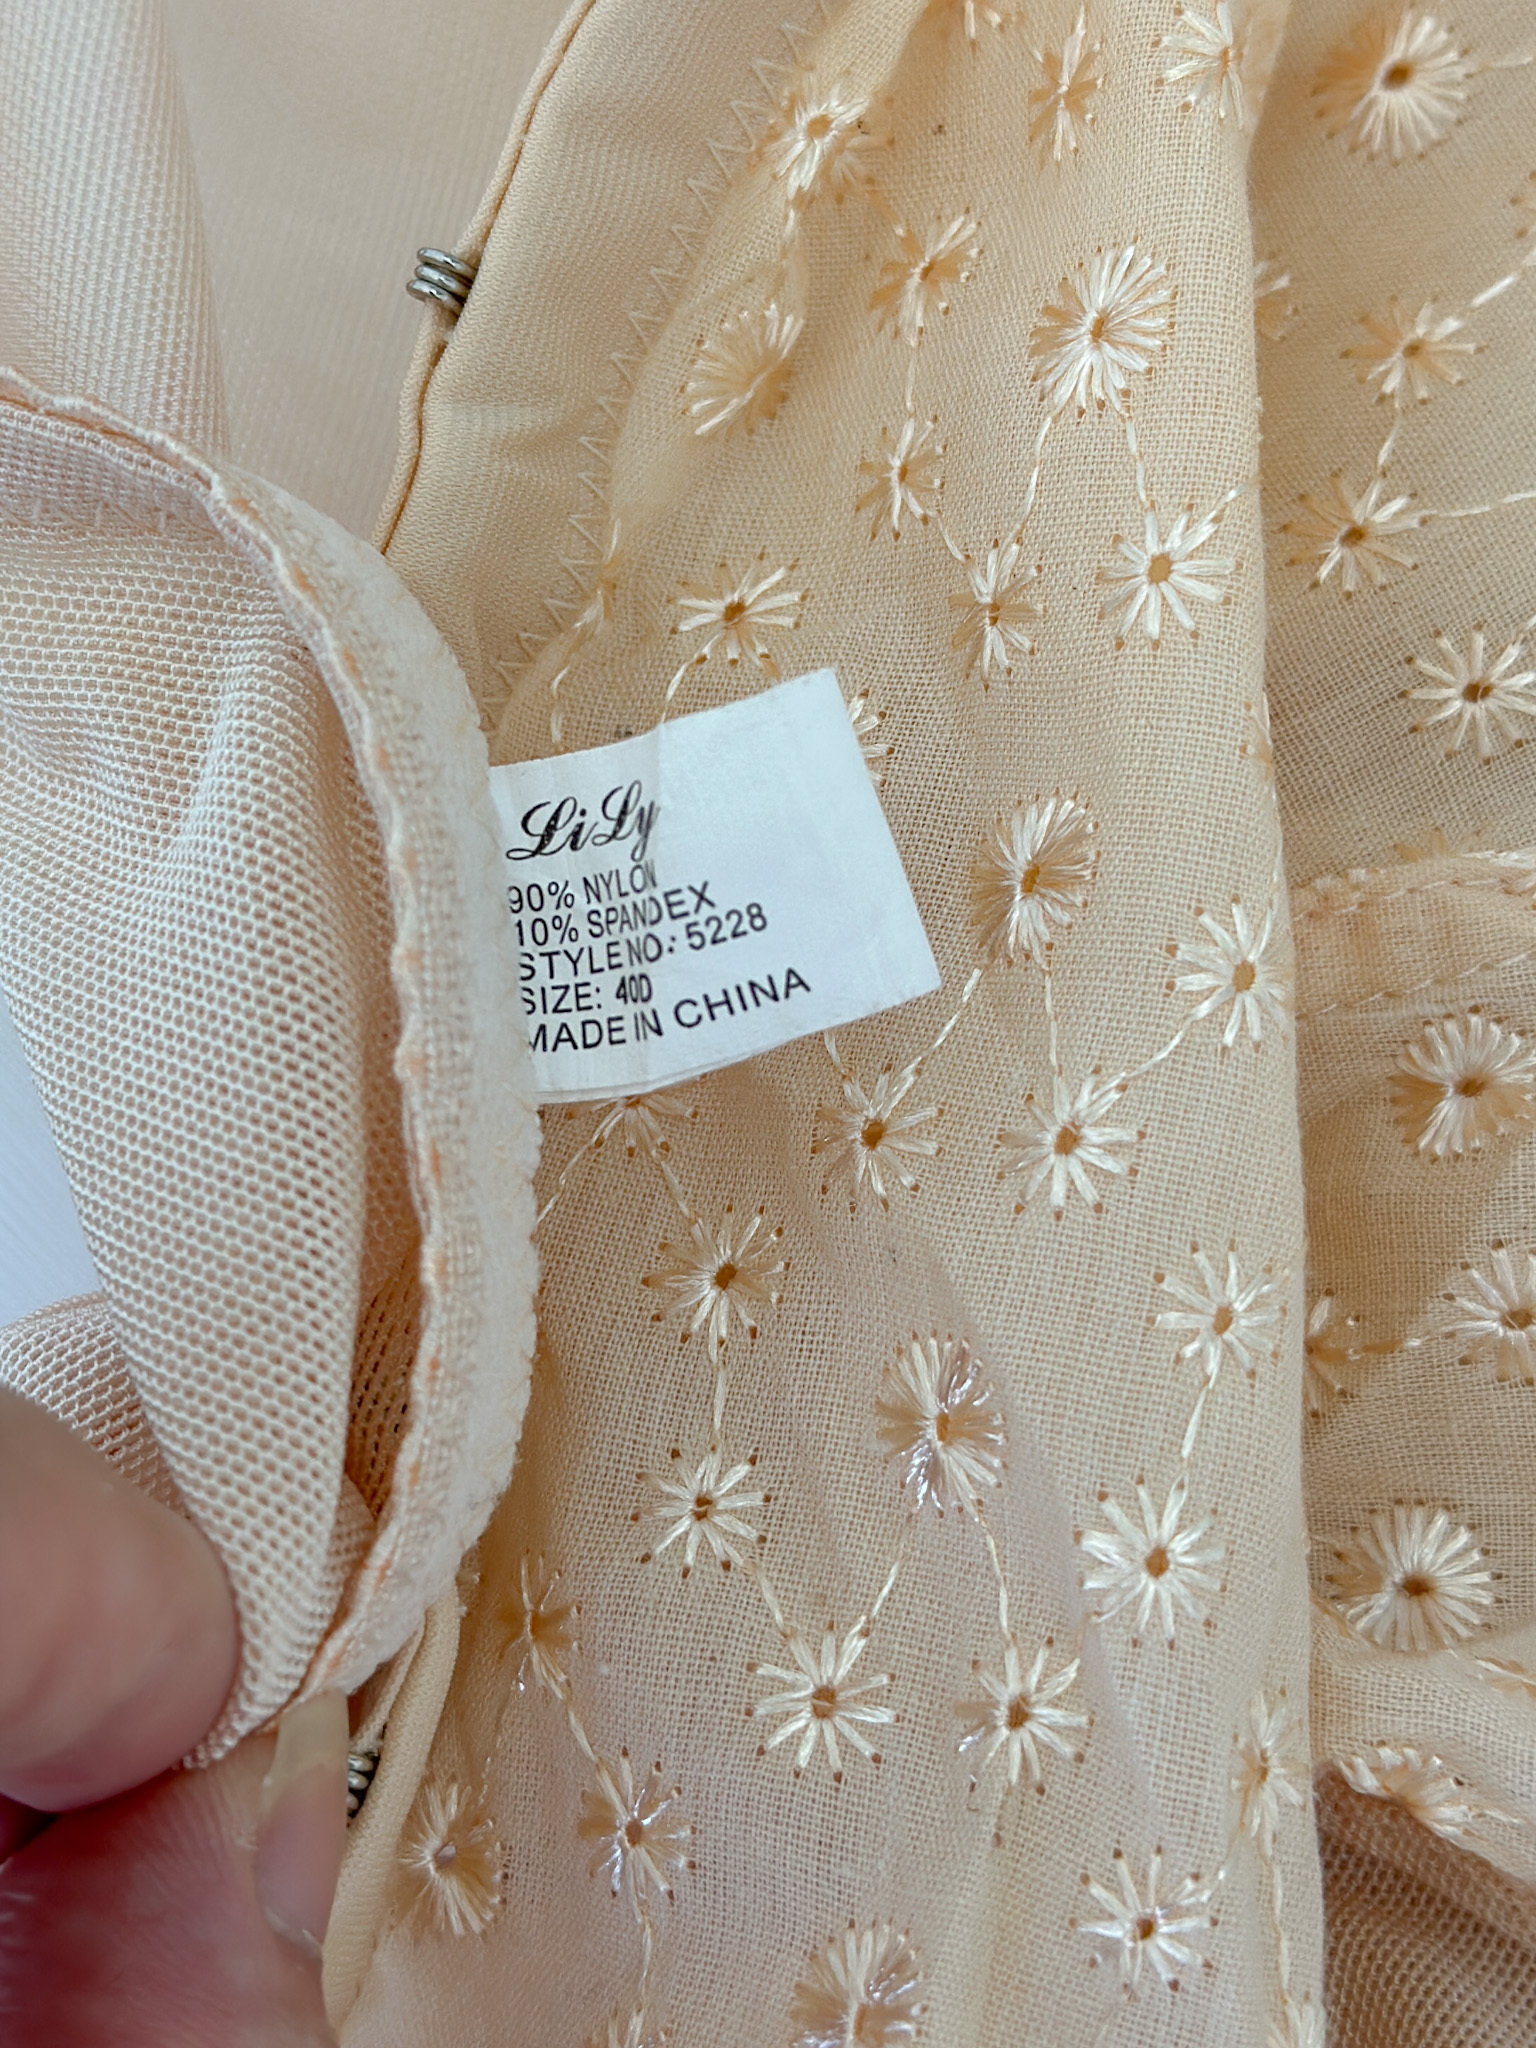 LiLy
90% NYLON
10% SPANDEX
STYLE NO.: 5228
SIZE: 40D
MADE IN CHINA